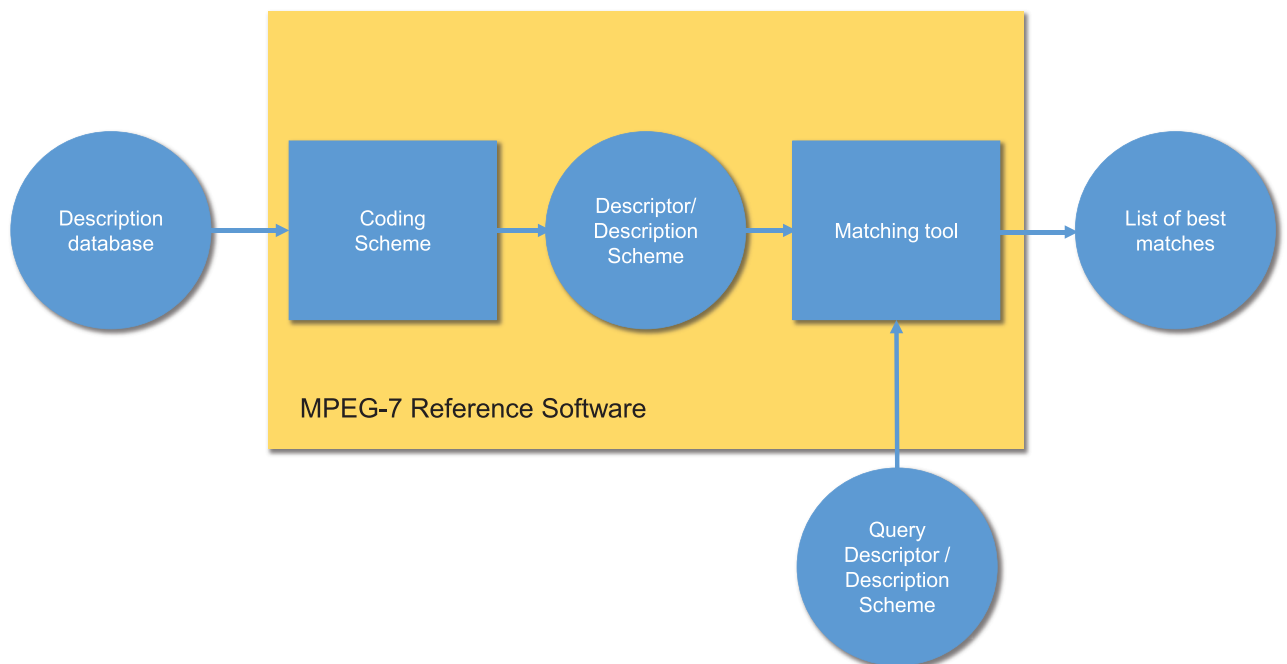 Description
database
Coding
Scheme
Descriptor/
Description
Scheme
Matching tool
List of best
matches
MPEG-7 Reference Software
Query
Descriptor /
Description
Scheme